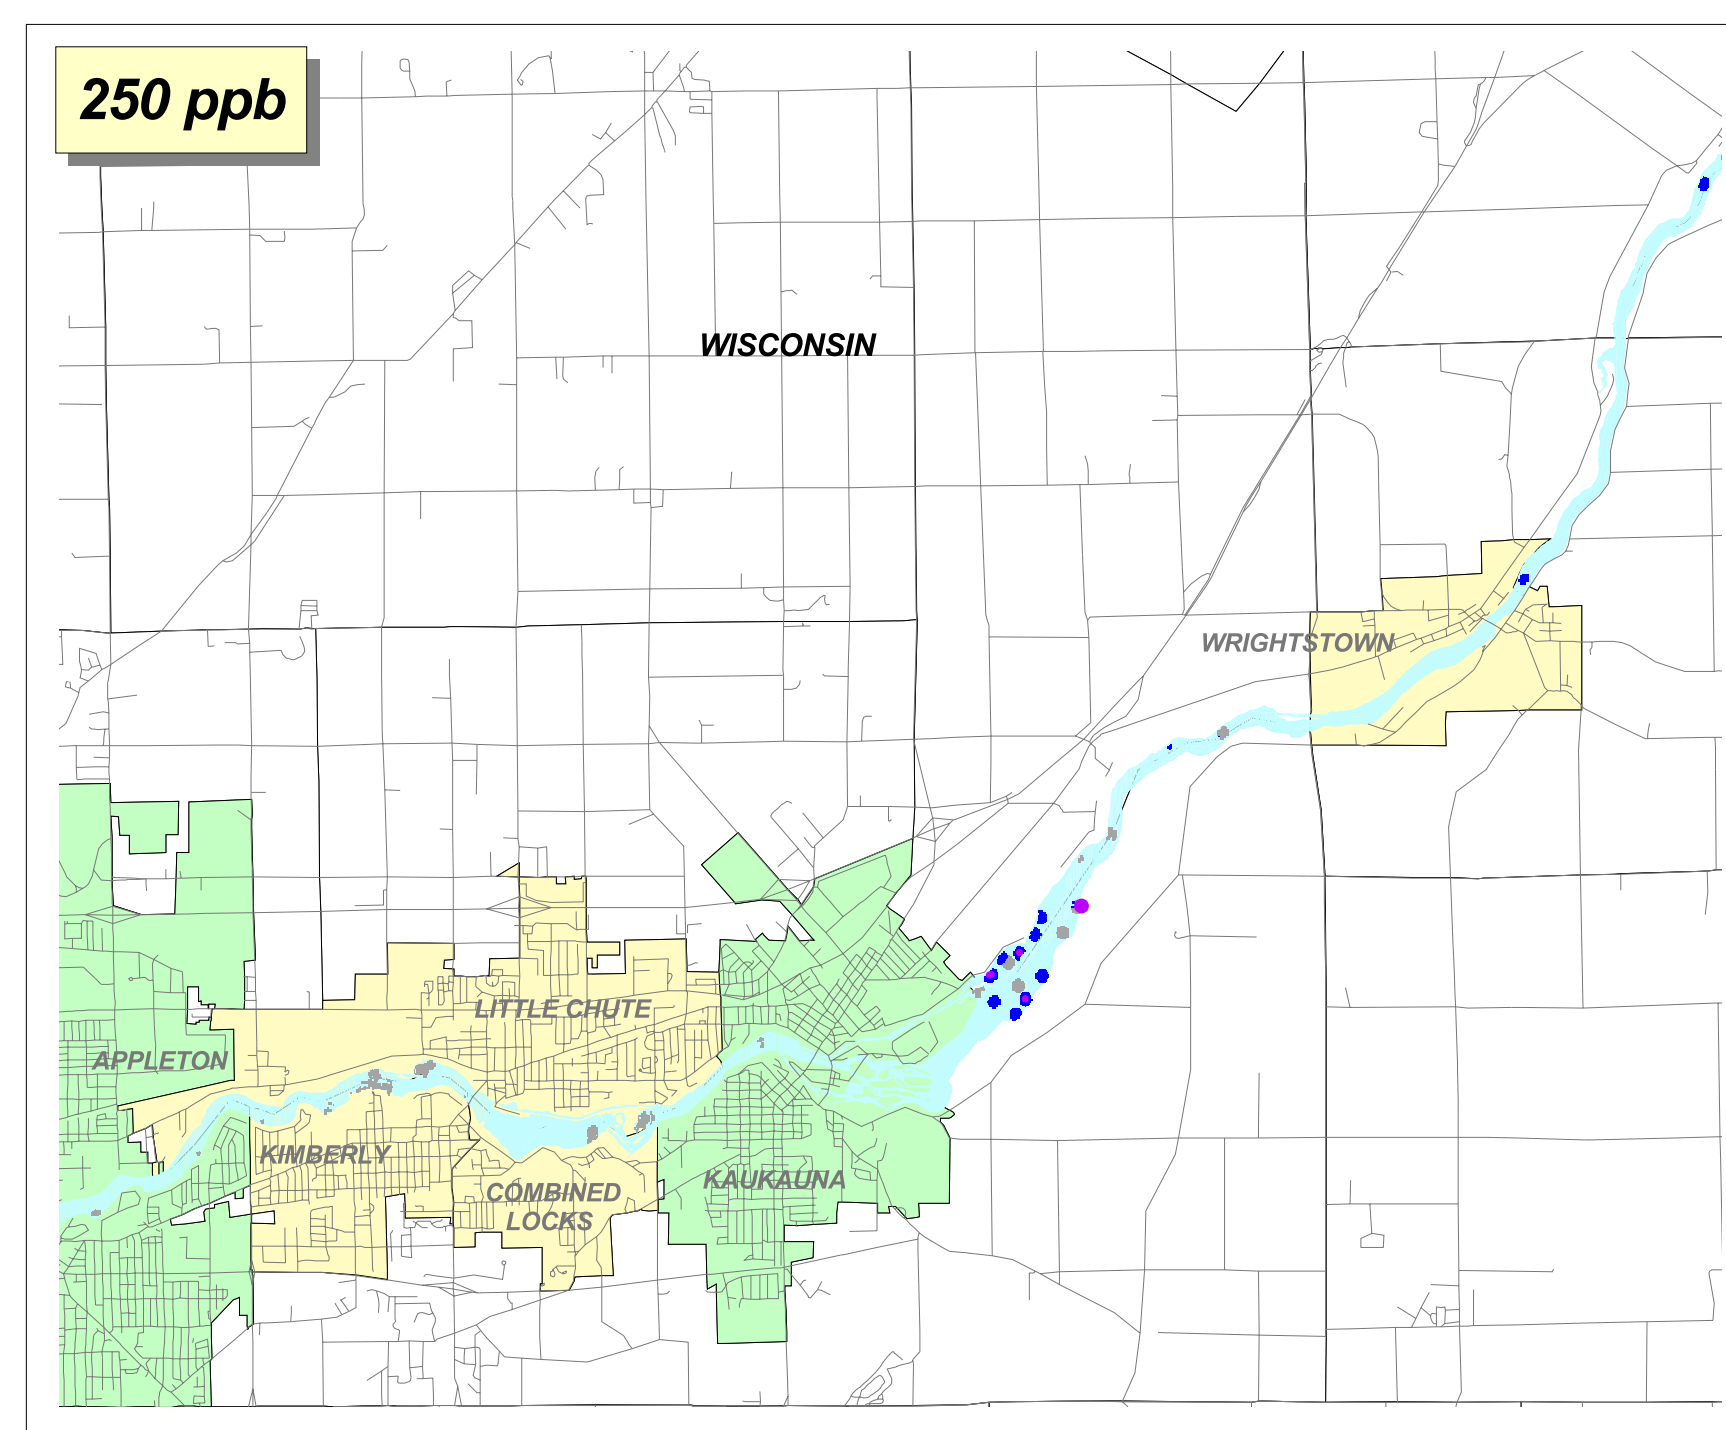 250 ppb
WISCONSIN
WRIGHTSTOWN
LITTLE CHUTE
APPLETON
KIMBERLY
KAUKAUNA
COMBINED
LOCKS